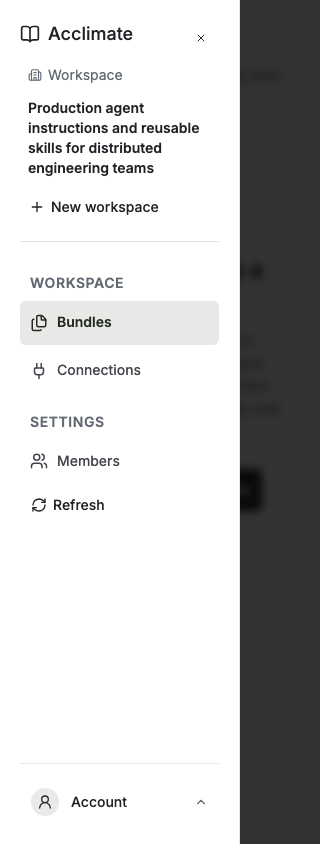 Acclimate
Workspace
Production agent
instructions and reusable
skills for distributed
engineering teams
New workspace
WORKSPACE
Bundles
Connections
SETTINGS
Members
Refresh
Account